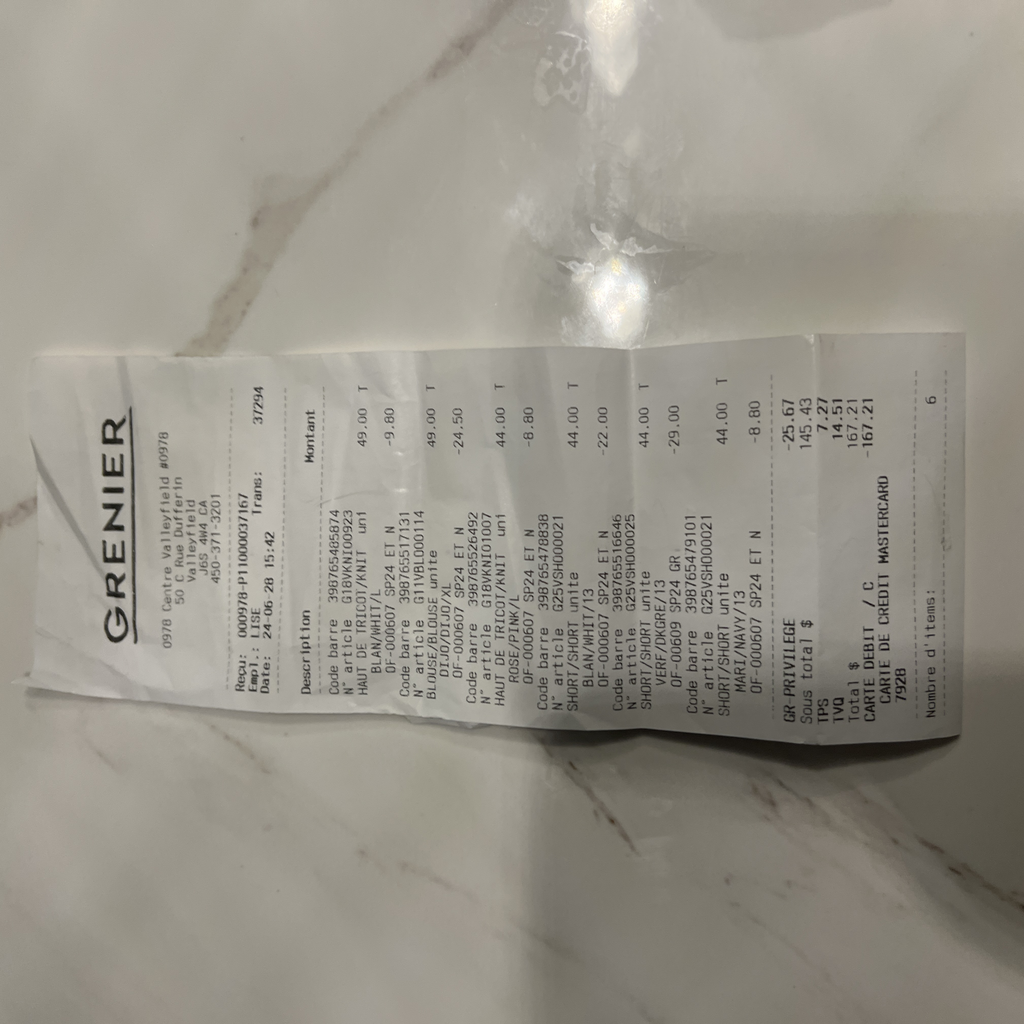 GRENIER
0978 Centre Valleyfield #0978
50 C Rue Dufferin
Valleyfield
J6S 4W4 CA
450-371-3201
Reçu: 000978-P11000037167
Empl.: LISE Trans: 37294
Date: 24-06-28 15:42
Description Montant
Code barre 398765485874
N° article G18VKNI00923
HAUT DE TRICOT/KNIT uni 49.00 T
BLAN/WHIT/L
OF-000607 SP24 ET N -9.80
Code barre 398765517131
N° article G11VBLO00114
BLOUSE/BLOUSE unite 49.00 T
DIJO/DIJO/XL
OF-000607 SP24 ET N -24.50
Code barre 398765526492
N° article G18VKNI01007
HAUT DE TRICOT/KNIT uni 44.00 T
ROSE/PINK/L
OF-000607 SP24 ET N -8.80
Code barre 398765478838
N° article G25VSHO00021
SHORT/SHORT unite 44.00 T
BLAN/WHIT/13
OF-000607 SP24 ET N -22.00
Code barre 398765516646
N° article G25VSHO00025
SHORT/SHORT unite 44.00 T
VERF/DKGRE/13
OF-00609 SP24 GR -29.00
Code barre 398765479101
N° article G25VSHO00021
SHORT/SHORT unite 44.00 T
MARI/NAVY/13
OF-000607 SP24 ET N -8.80
GR-PRIVILEGE -25.67
Sous total $ 145.43
TPS 7.27
TVQ 14.51
Total $ 167.21
CARTE DEBIT / C -167.21
CARTE DE CREDIT MASTERCARD
7928
Nombre d'items: 6